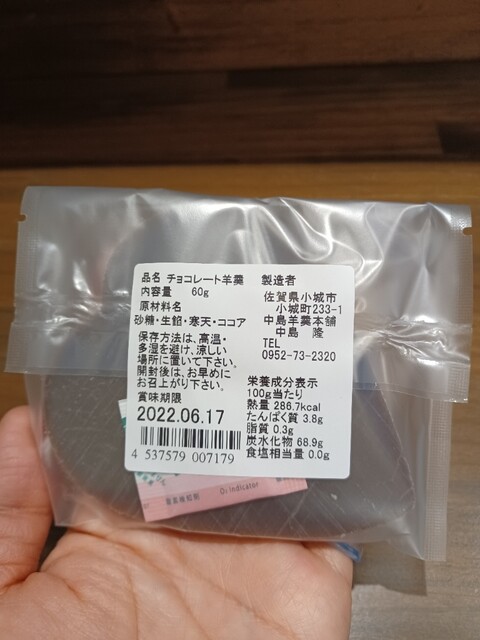 品名 チョコレート羊羹
内容量 60g
原材料名
砂糖・生餡・寒天・ココア
保存方法は、高温・
多湿を避け、涼しい
場所に置いて下さい。
開封後は、お早めに
お召上がり下さい。
賞味期限
2022.06.17
4 537579 007179
製造者
佐賀県小城市
小城町233-1
中島羊羹本舗
中島 隆
TEL
0952-73-2320
栄養成分表示
100g当たり
熱量 286.7kcal
たんぱく質 3.8g
脂質 0.3g
炭水化物 68.9g
食塩相当量 0.0g
O₂ Indicator